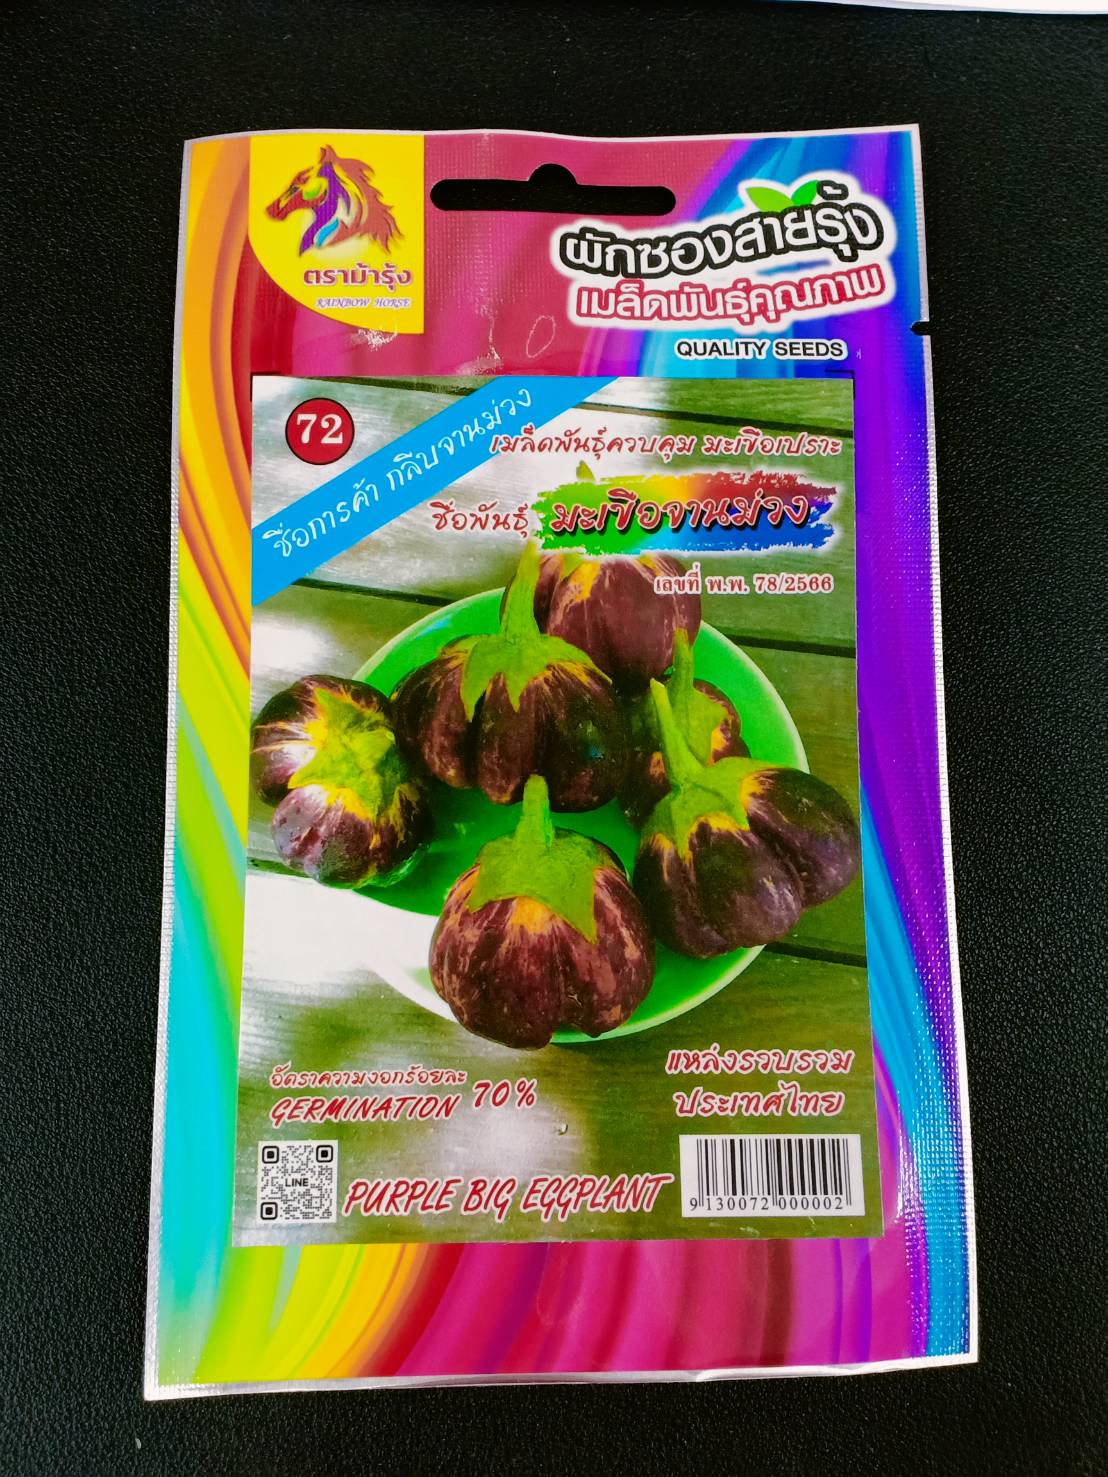 ตราม้ารุ้ง
RAINBOW HORSE
ผักซองสายรุ้ง
เมล็ดพันธุ์คุณภาพ
QUALITY SEEDS
72
ชื่อการค้า กลีบจานม่วง
เมล็ดพันธุ์ควบคุม มะเขือเปราะ
ชื่อพันธุ์ มะเขือจานม่วง
เลขที่ พ.พ. 78/2566
อัตราความงอกร้อยละ
GERMINATION 70%
แหล่งรวบรวม
ประเทศไทย
LINE
PURPLE BIG EGGPLANT
9 130072 000002